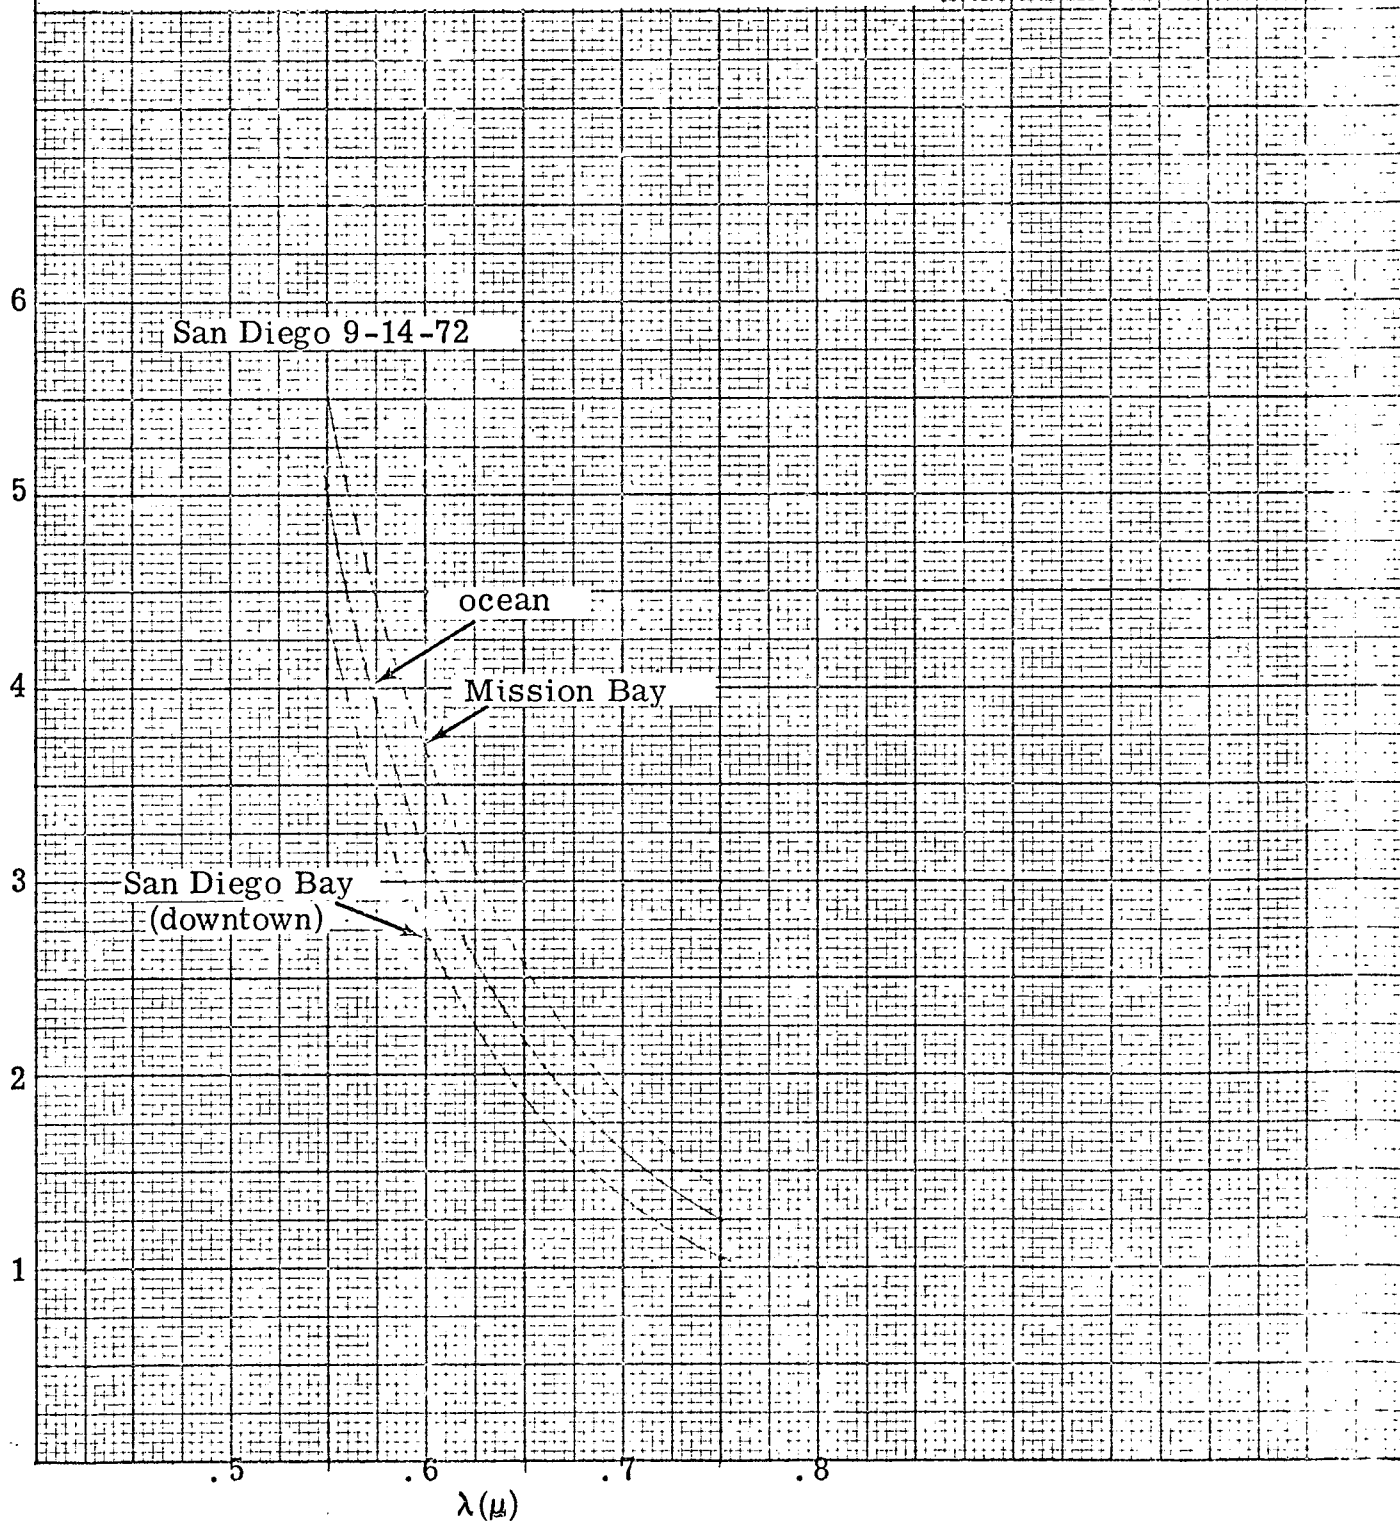 6
San Diego 9-14-72
5
ocean
4
Mission Bay
3
San Diego Bay
(downtown)
2
1
.5 .6 .7 .8
λ(μ)